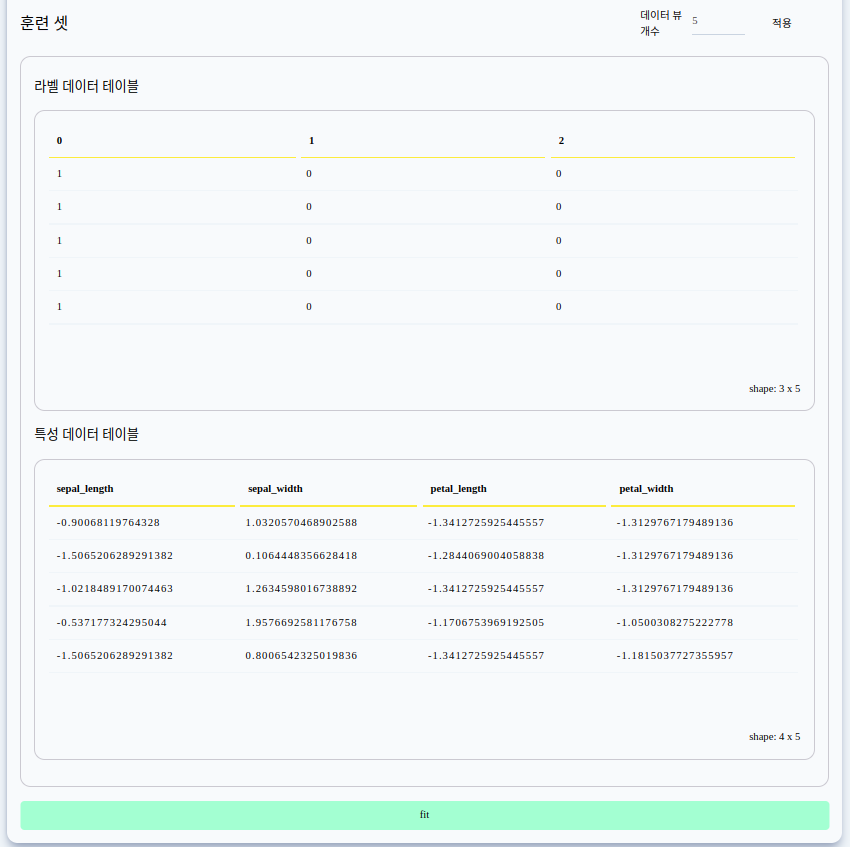 훈련 셋
데이터 뷰
개수
5
적용
라벨 데이터 테이블
0 1 2
1 0 0
1 0 0
1 0 0
1 0 0
1 0 0
shape: 3 x 5
특성 데이터 테이블
sepal_length sepal_width petal_length petal_width
-0.90068119764328 1.0320570468902588 -1.3412725925445557 -1.3129767179489136
-1.5065206289291382 0.1064448356628418 -1.2844069004058838 -1.3129767179489136
-1.0218489170074463 1.2634598016738892 -1.3412725925445557 -1.3129767179489136
-0.537177324295044 1.9576692581176758 -1.1706753969192505 -1.0500308275222778
-1.5065206289291382 0.8006542325019836 -1.3412725925445557 -1.1815037727355957
shape: 4 x 5
fit